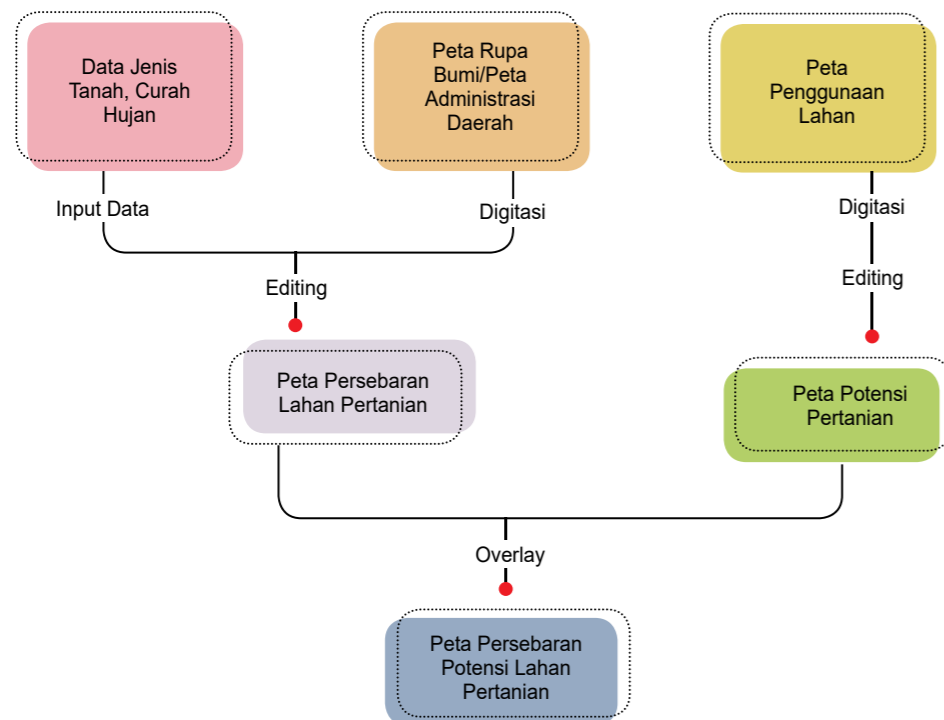 Data Jenis
Tanah, Curah
Hujan
Peta Rupa
Bumi/Peta
Administrasi
Daerah
Peta
Penggunaan
Lahan
Input Data
Digitasi
Digitasi
Editing
Editing
Peta Persebaran
Lahan Pertanian
Peta Potensi
Pertanian
Overlay
Peta Persebaran
Potensi Lahan
Pertanian